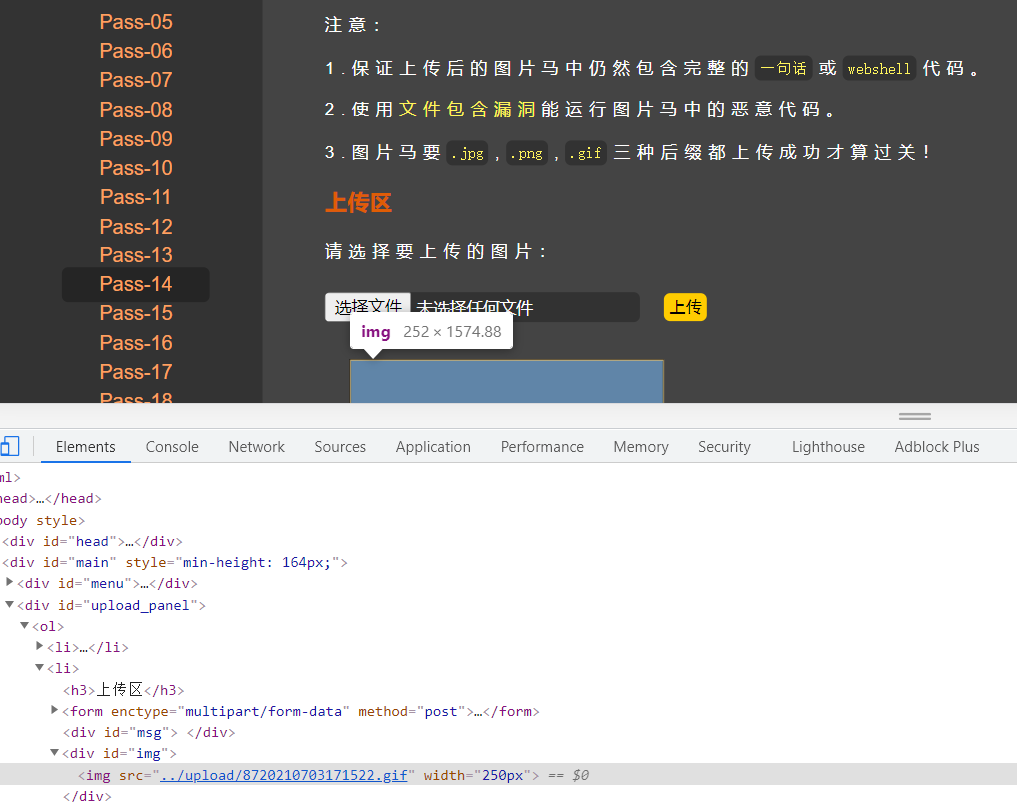 Pass-05
Pass-06
Pass-07
Pass-08
Pass-09
Pass-10
Pass-11
Pass-12
Pass-13
Pass-14
Pass-15
Pass-16
Pass-17
Pass-18
注意：
1.保证上传后的图片马中仍然包含完整的 一句话 或 webshell 代码。
2.使用文件包含漏洞能运行图片马中的恶意代码。
3.图片马要 .jpg , .png , .gif 三种后缀都上传成功才算过关！
上传区
请选择要上传的图片：
选择文件 未选择任何文件 上传
img 252 × 1574.88
Elements Console Network Sources Application Performance Memory Security Lighthouse Adblock Plus
ml>
head>…</head>
body style>
<div id="head">…</div>
<div id="main" style="min-height: 164px;">
<div id="menu">…</div>
<div id="upload_panel">
<ol>
<li>…</li>
<li>
<h3>上传区</h3>
<form enctype="multipart/form-data" method="post">…</form>
<div id="msg"> </div>
<div id="img">
<img src="../upload/8720210703171522.gif" width="250px"> == $0
</div>